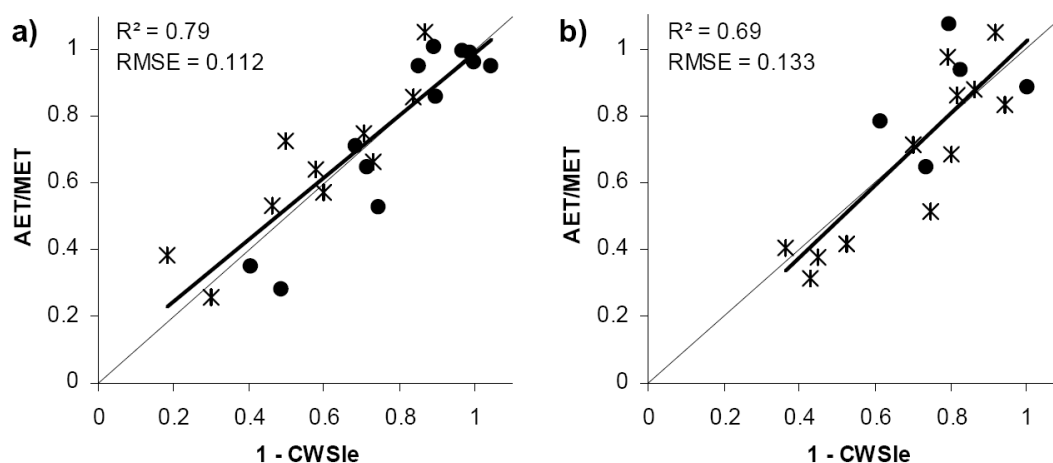 a)
R² = 0.79
RMSE = 0.112
AET/MET
1
0.8
0.6
0.4
0.2
0
0 0.2 0.4 0.6 0.8 1
1 - CWSIe
b)
R² = 0.69
RMSE = 0.133
AET/MET
1
0.8
0.6
0.4
0.2
0
0 0.2 0.4 0.6 0.8 1
1 - CWSIe